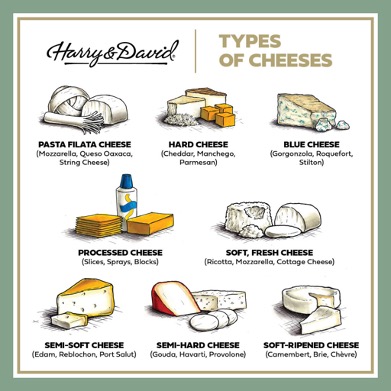 Harry & David
TYPES
OF CHEESES
PASTA FILATA CHEESE
(Mozzarella, Queso Oaxaca,
String Cheese)
HARD CHEESE
(Cheddar, Manchego,
Parmesan)
BLUE CHEESE
(Gorgonzola, Roquefort,
Stilton)
PROCESSED CHEESE
(Slices, Sprays, Blocks)
SOFT, FRESH CHEESE
(Ricotta, Mozzarella, Cottage Cheese)
SEMI-SOFT CHEESE
(Edam, Reblochon, Port Salut)
SEMI-HARD CHEESE
(Gouda, Havarti, Provolone)
SOFT-RIPENED CHEESE
(Camembert, Brie, Chèvre)